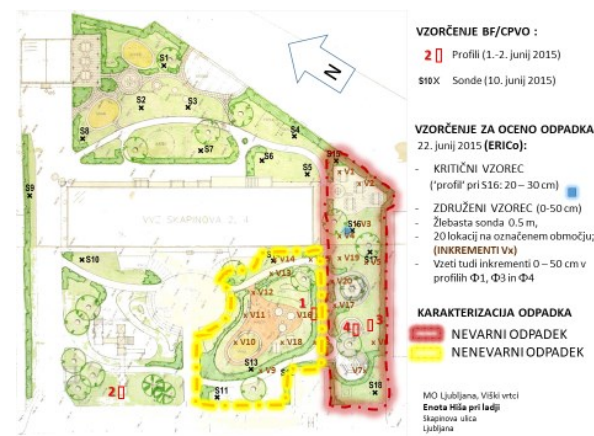 VZORČENJE BF/CPVO :
2 Profili (1.-2. junij 2015)
S10X Sonde (10. junij 2015)
VZORČENJE ZA OCENO ODPADKA
22. junij 2015 (ERICo):
- KRITIČNI VZOREC
('profil' pri S16: 20 – 30 cm)
- ZDRUŽENI VZOREC (0-50 cm)
- Žlebasta sonda 0.5 m,
- 20 lokacij na označenem območju;
(INKREMENTI Vx)
- Vzeti tudi inkrementi 0 – 50 cm v
profilih Φ1, Φ3 in Φ4
KARAKTERIZACIJA ODPADKA
NEVARNI ODPADEK
NENEVARNI ODPADEK
MO Ljubljana, Viški vrtci
Enota Hiša pri ladji
Skapinova ulica
Ljubljana
N
S1
S2
S3
S8
S7
S4
S6
S5
S9
V1
V2
VVZ SKAPINOVA 2, 4
S16
V3
V4
S10
V14
V19
V5
V13
V12
V20
1
V17
V11
V16
4
3
V10
V18
S13
V9
V7
2
S11
S18